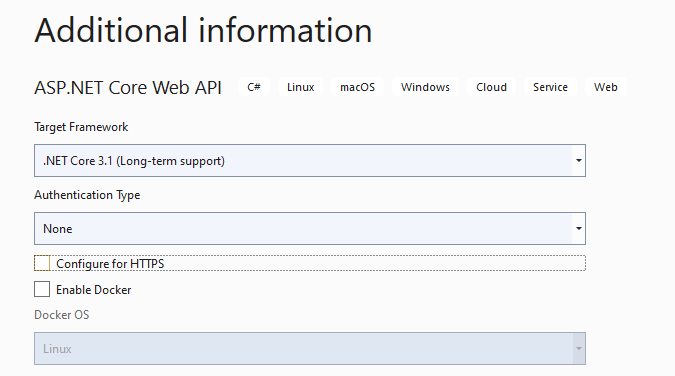 Additional information
ASP.NET Core Web API C# Linux macOS Windows Cloud Service Web
Target Framework
.NET Core 3.1 (Long-term support)
Authentication Type
None
Configure for HTTPS
Enable Docker
Docker OS
Linux